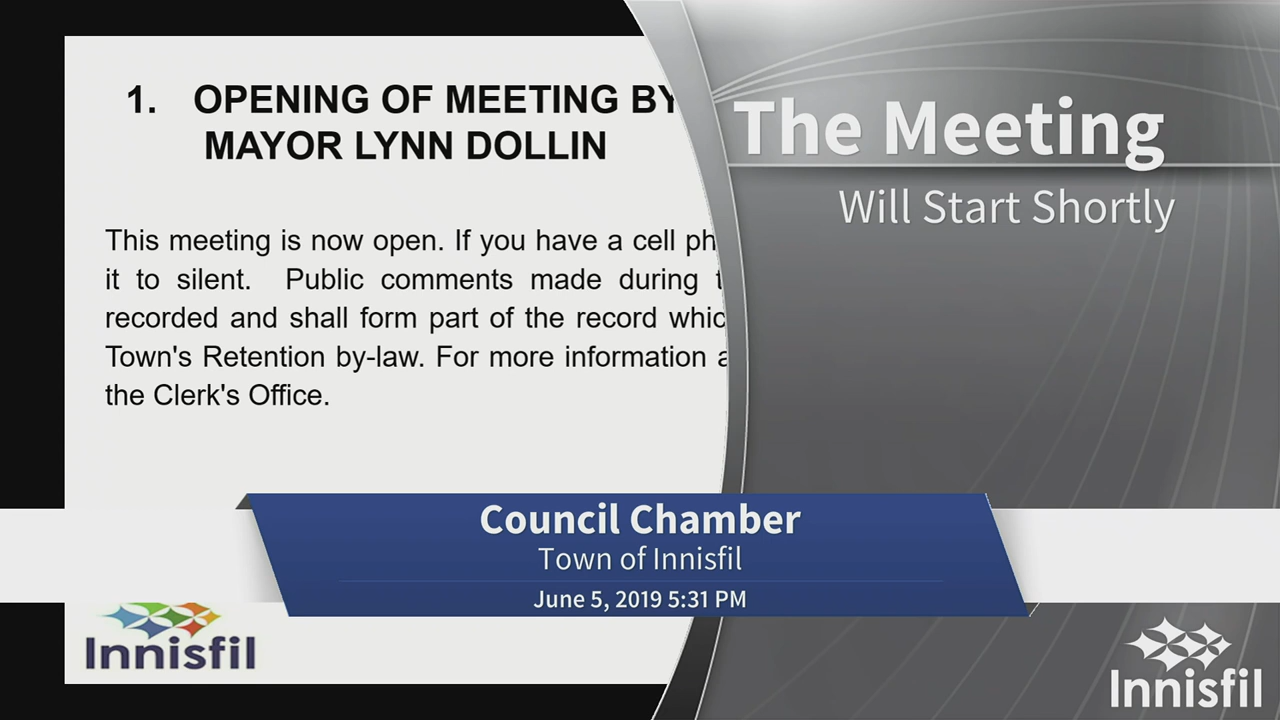 1. OPENING OF MEETING BY
MAYOR LYNN DOLLIN
This meeting is now open. If you have a cell
it to silent. Public comments made during
recorded and shall form part of the record
Town's Retention by-law. For more information
the Clerk's Office.
The Meeting
Will Start Shortly
Council Chamber
Town of Innisfil
June 5, 2019 5:31 PM
Innisfil
Innisfil